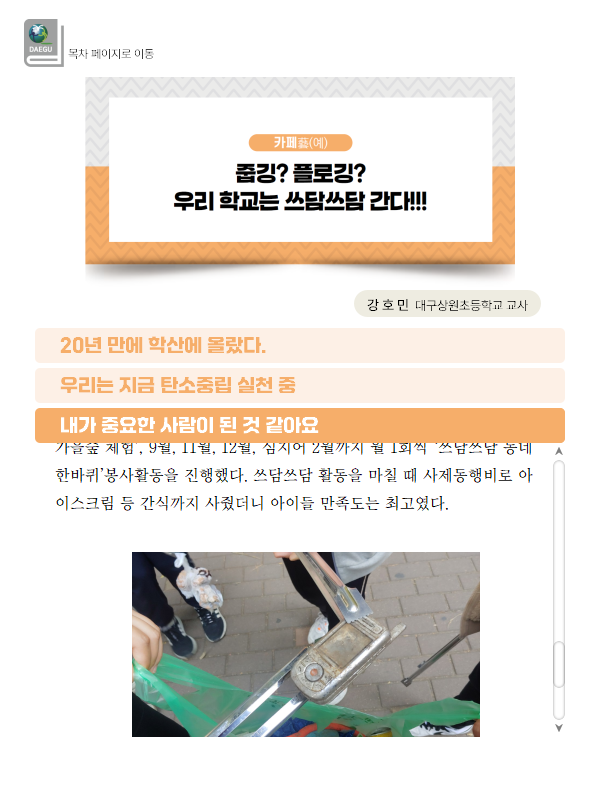 DAEGU
목차 페이지로 이동
카페藝(예)
줍깅? 플로깅?
우리 학교는 쓰담쓰담 간다!!!
강호민 대구상원초등학교 교사
20년 만에 학산에 올랐다.
우리는 지금 탄소중립 실천 중
내가 중요한 사람이 된 것 같아요
가을숲 체험', 9월, 11월, 12월, 심지어 2월까지 월 1회씩 '쓰담쓰담 동네
한바퀴'봉사활동을 진행했다. 쓰담쓰담 활동을 마칠 때 사제동행비로 아
이스크림 등 간식까지 사줬더니 아이들 만족도는 최고였다.